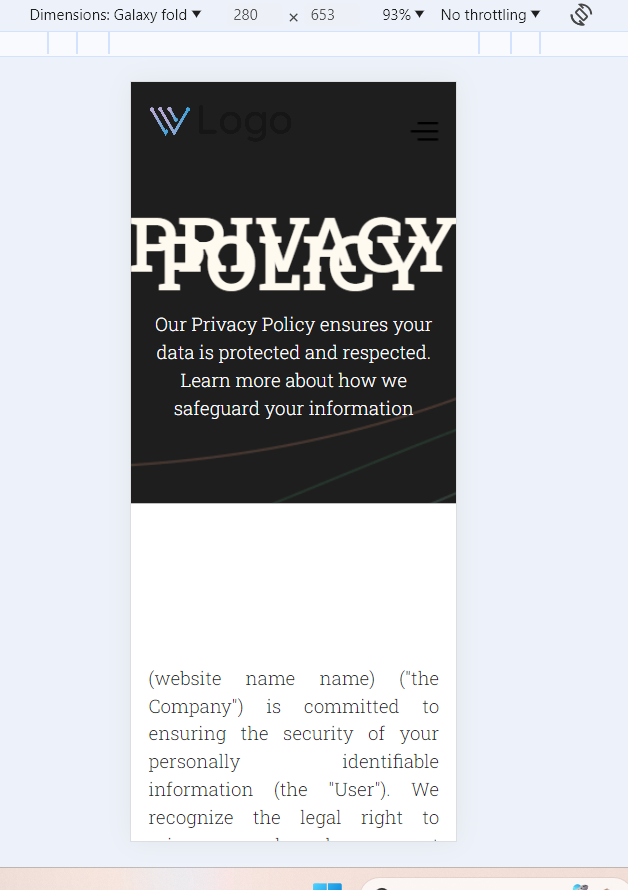 Dimensions: Galaxy fold ▼ 280 × 653 93% ▼ No throttling ▼
Logo
PRIVACY
POLICY
Our Privacy Policy ensures your
data is protected and respected.
Learn more about how we
safeguard your information
(website name name) ("the
Company") is committed to
ensuring the security of your
personally identifiable
information (the "User"). We
recognize the legal right to